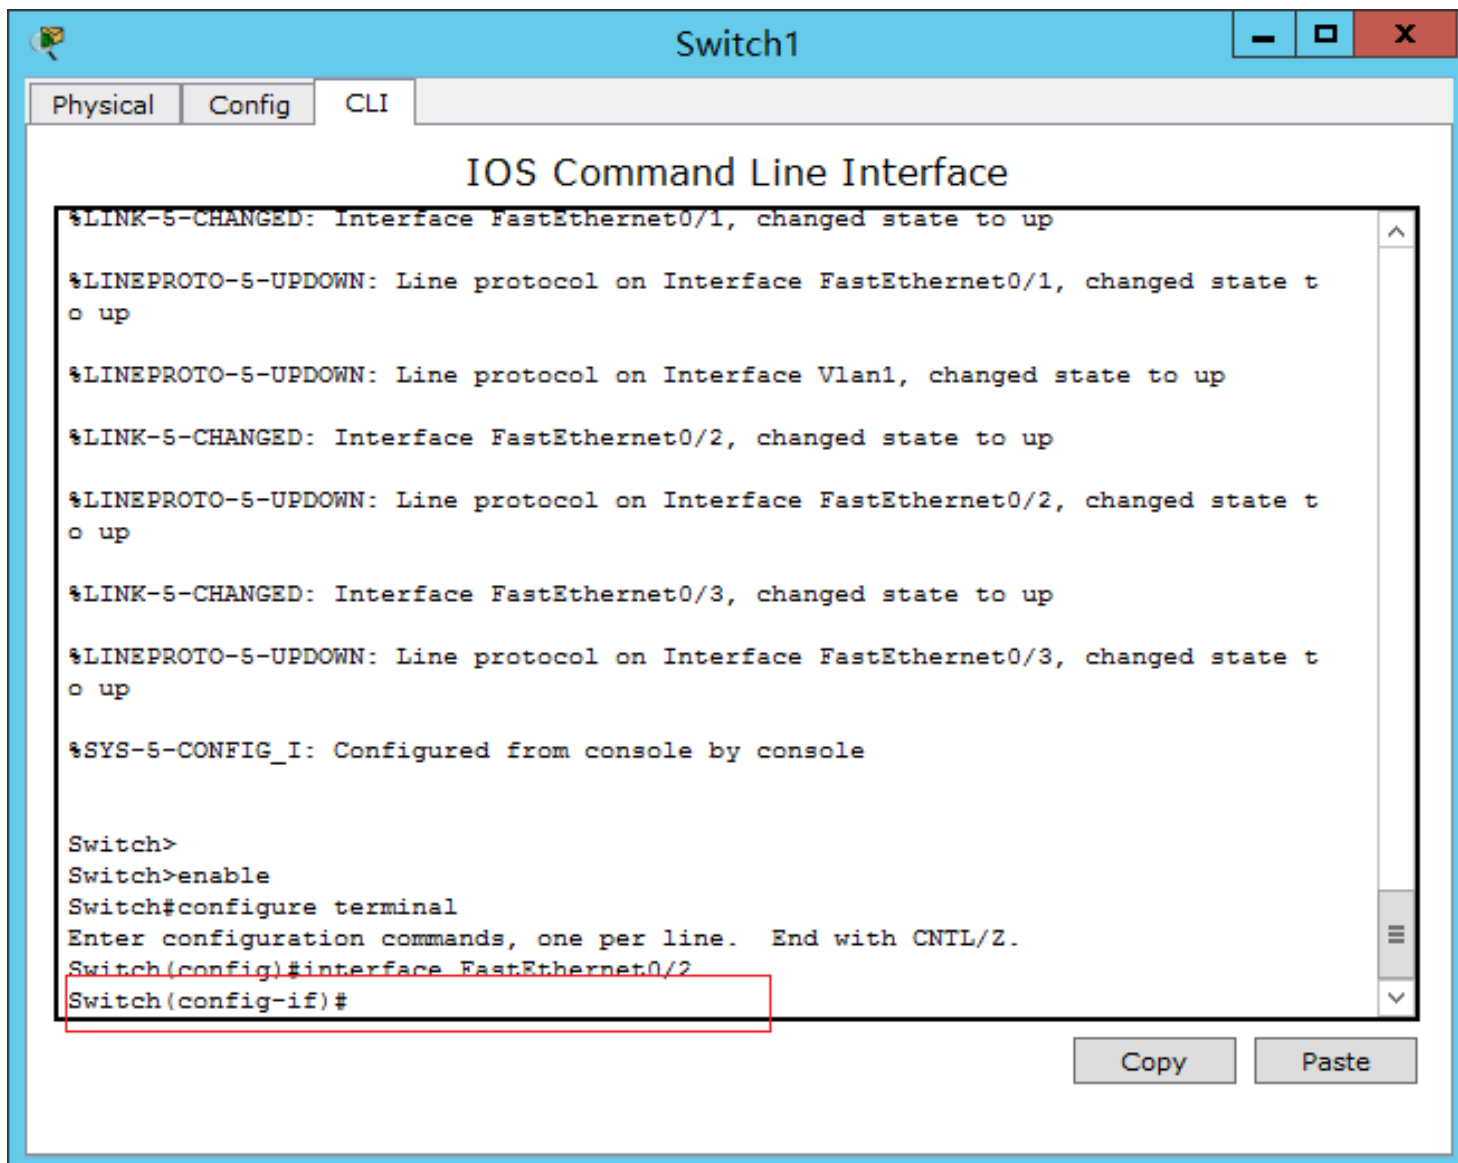 Switch1
Physical
Config
CLI
IOS Command Line Interface
%LINK-5-CHANGED: Interface FastEthernet0/1, changed state to up
%LINEPROTO-5-UPDOWN: Line protocol on Interface FastEthernet0/1, changed state t
o up
%LINEPROTO-5-UPDOWN: Line protocol on Interface Vlan1, changed state to up
%LINK-5-CHANGED: Interface FastEthernet0/2, changed state to up
%LINEPROTO-5-UPDOWN: Line protocol on Interface FastEthernet0/2, changed state t
o up
%LINK-5-CHANGED: Interface FastEthernet0/3, changed state to up
%LINEPROTO-5-UPDOWN: Line protocol on Interface FastEthernet0/3, changed state t
o up
%SYS-5-CONFIG_I: Configured from console by console
Switch>
Switch>enable
Switch#configure terminal
Enter configuration commands, one per line.  End with CNTL/Z.
Switch(config)#interface FastEthernet0/2
Switch(config-if)#
Copy
Paste